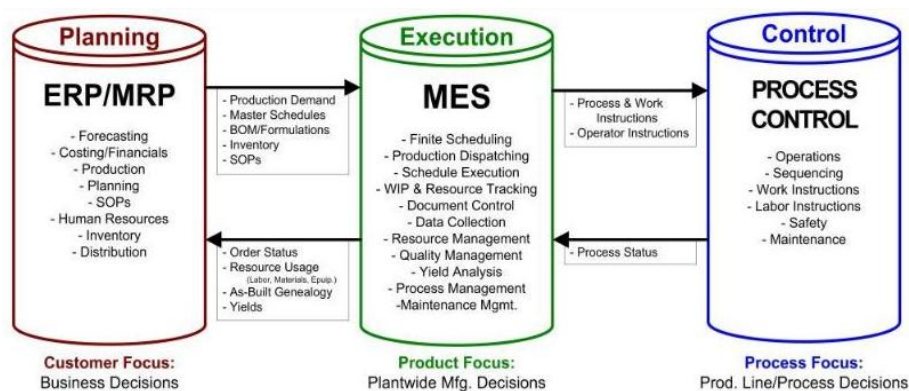 Planning
ERP/MRP
- Forecasting
- Costing/Financials
- Production
- Planning
- SOPs
- Human Resources
- Inventory
- Distribution
Customer Focus:
Business Decisions
- Production Demand
- Master Schedules
- BOM/Formulations
- Inventory
- SOPs
- Order Status
- Resource Usage
(Labor, Materials, Epuip.)
- As-Built Genealogy
- Yields
Execution
MES
- Finite Scheduling
- Production Dispatching
- Schedule Execution
- WIP & Resource Tracking
- Document Control
- Data Collection
- Resource Management
- Quality Management
- Yield Analysis
- Process Management
-Maintenance Mgmt.
Product Focus:
Plantwide Mfg. Decisions
- Process & Work
Instructions
- Operator Instructions
- Process Status
Control
PROCESS
CONTROL
- Operations
- Sequencing
- Work Instructions
- Labor Instructions
- Safety
- Maintenance
Process Focus:
Prod. Line/Process Decisions